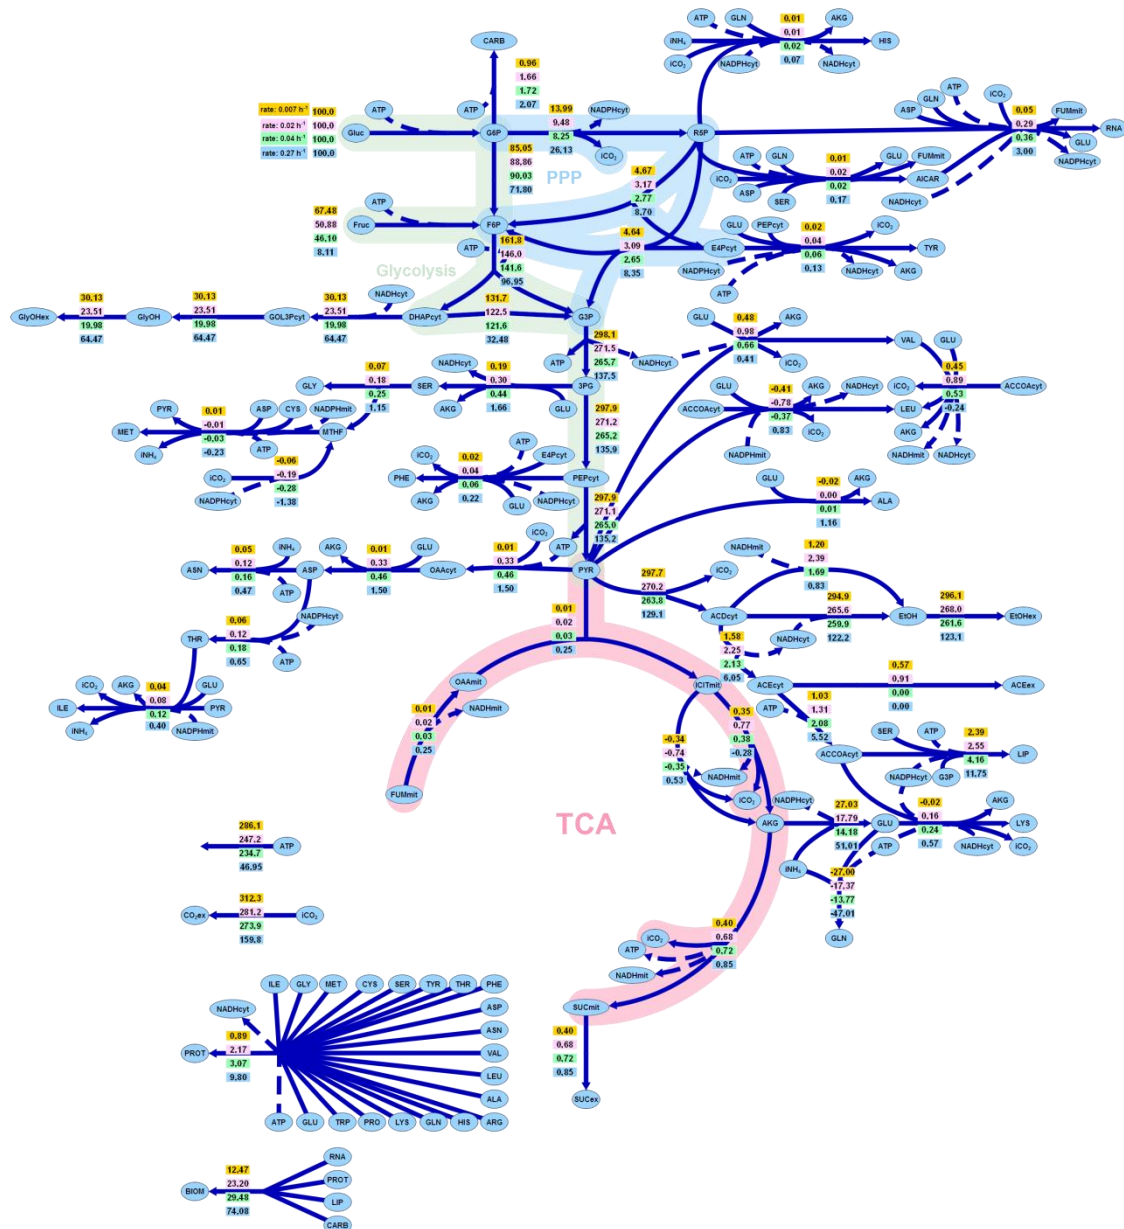 ATP
GLN
0,01
AKG
CARB
iNH₄
0,01
HIS
0,02
iCO₂
NADPHcyt
0,07
NADcyt
0,96
1,66
1,72
2,07
ATP
ATP
rate: 0.007 h⁻¹ 100,0
rate: 0.02 h⁻¹ 100,0
rate: 0.04 h⁻¹ 100,0
rate: 0.27 h⁻¹ 100,0
Gluc
G6P
13,99
9,48
8,25
26,13
NADPHcyt
iCO₂
R5P
ATP
GLN
ASP
iCO₂
0,05
0,29
0,36
3,00
FUMmit
RNA
GLU
NADPHcyt
85,05
88,86
90,03
71,80
PPP
4,67
3,17
2,77
8,70
ATP
GLN
0,01
0,02
0,02
0,17
GLU
FUMmit
iCO₂
ASP
SER
AICAR
NADHcyt
67,48
50,88
46,10
8,11
ATP
Fruc
F6P
4,64
3,09
2,65
8,35
E4Pcyt
GLU
PEPcyt
0,02
0,04
0,06
0,13
iCO₂
TYR
NADPHcyt
NADHcyt
AKG
ATP
ATP
161,8
146,0
141,6
96,95
Glycolysis
30,13
23,51
19,98
64,47
30,13
23,51
19,98
64,47
30,13
23,51
19,98
64,47
NADHcyt
131,7
122,5
121,6
32,48
GlyOHex
GlyOH
GOL3Pcyt
DHAPcyt
G3P
298,1
271,5
265,7
137,5
ATP
NADHcyt
GLU
0,48
0,98
0,66
0,41
AKG
iCO₂
VAL
GLU
0,45
0,89
0,53
-0,24
iCO₂
ACCOAcyt
AKG
NADHmit
NADHcyt
0,07
0,18
0,25
1,15
GLY
SER
NADHcyt
0,19
0,30
0,44
1,66
AKG
GLU
3PG
297,9
271,2
265,2
135,9
GLU
-0,41
-0,78
-0,37
0,83
AKG
NADHcyt
ACCOAcyt
LEU
NADPHmit
iCO₂
PYR
0,01
-0,01
-0,03
-0,23
ASP
CYS
NADPHmit
MET
MTHF
iNH₄
ATP
-0,06
-0,19
-0,28
-1,38
iCO₂
NADPHcyt
iCO₂
0,02
0,04
0,06
0,22
ATP
E4Pcyt
PHE
PEPcyt
AKG
GLU
NADPHcyt
297,9
271,1
265,0
135,2
ATP
GLU
-0,02
0,00
0,01
1,16
AKG
ALA
0,05
0,12
0,16
0,47
iNH₄
ASN
ATP
ASP
AKG
0,01
0,33
0,46
1,50
GLU
OAAcyt
0,01
0,33
0,46
1,50
iCO₂
PYR
297,7
270,2
263,8
129,1
iCO₂
ACDcyt
NADHmit
1,20
2,39
1,69
0,83
294,9
265,6
259,9
122,2
EtOH
296,1
268,0
261,6
123,1
EtOHex
NADHcyt
THR
0,06
0,12
0,18
0,65
NADPHcyt
ATP
0,01
0,02
0,03
0,25
1,58
2,25
2,13
6,05
iCO₂
AKG
0,04
0,08
0,12
0,40
GLU
ILE
PYR
iNH₄
NADPHmit
OAAmit
0,01
0,02
0,03
0,25
NADHmit
FUMmit
ICITmit
-0,34
-0,74
-0,35
0,53
0,35
0,77
0,38
-0,28
NADHmit
iCO₂
ACEcyt
0,57
0,91
0,00
0,00
ACEex
ATP
1,03
1,31
2,08
5,52
ACCOAcyt
SER
ATP
2,39
2,55
4,16
11,75
LIP
NADPHcyt
G3P
TCA
AKG
NADPHcyt
27,03
17,79
14,18
51,01
GLU
-0,02
0,16
0,24
0,57
AKG
LYS
iCO₂
ATP
NADHcyt
iNH₄
-27,00
-17,37
-13,77
-47,01
GLN
286,1
247,2
234,7
46,95
ATP
312,3
281,2
273,9
159,8
CO₂ex
iCO₂
iCO₂
0,40
0,68
0,72
0,85
ATP
NADHmit
SUCmit
0,40
0,68
0,72
0,85
SUCex
ILE
GLY
MET
CYS
SER
TYR
THR
PHE
NADHcyt
ASP
ASN
0,89
2,17
3,07
9,80
PROT
VAL
LEU
ALA
ATP
GLU
TRP
PRO
LYS
GLN
HIS
ARG
12,47
23,20
29,48
74,08
BIOM
RNA
PROT
LIP
CARB